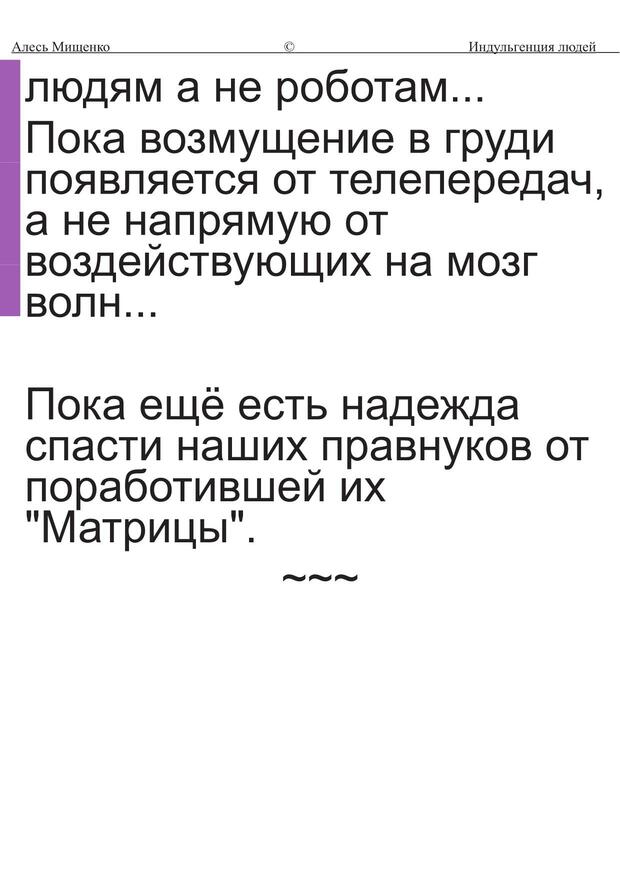 Алесь Мищенко © Индульгенция людей
людям а не роботам...
Пока возмущение в груди
появляется от телепередач,
а не напрямую от
воздействующих на мозг
волн...
Пока ещё есть надежда
спасти наших правнуков от
поработившей их
"Матрицы".
~~~